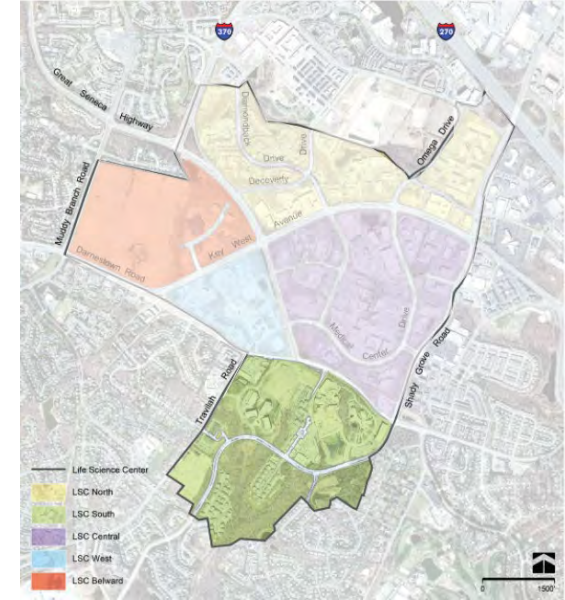 370
270
Great Seneca Highway
Diamondback
Drive
Drive
Omega Drive
Decoverly
Muddy Branch Road
Avenue
Key West
Darnestown Road
Medical
Center
Drive
Shady Grove Road
Travilah Road
Life Science Center
LSC North
LSC South
LSC Central
LSC West
LSC Belward
0
1500'